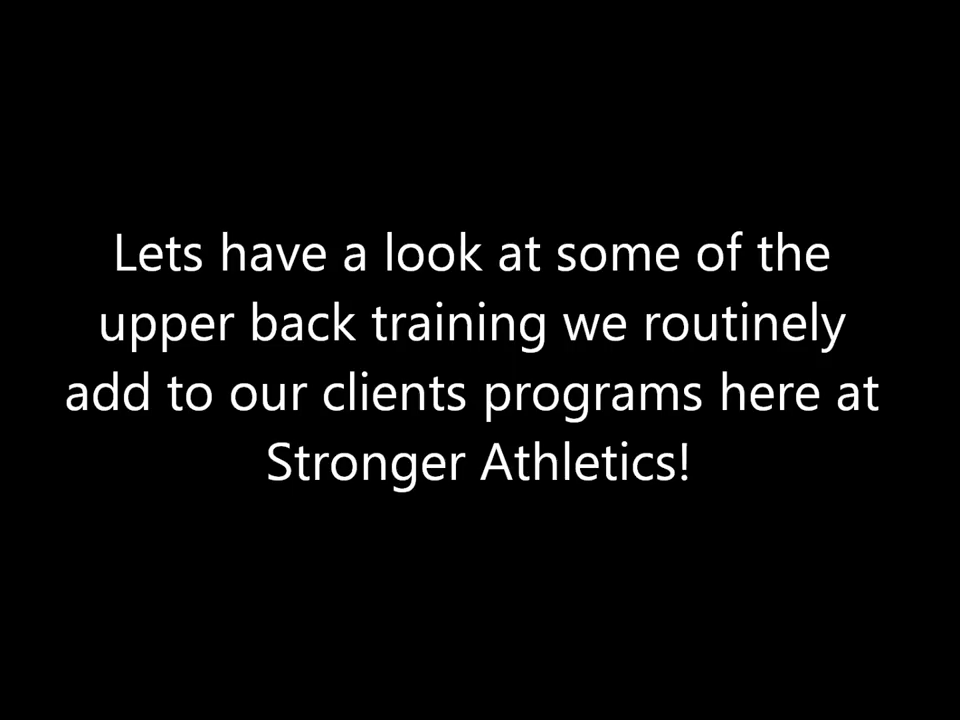 Lets have a look at some of the
upper back training we routinely
add to our clients programs here at
Stronger Athletics!